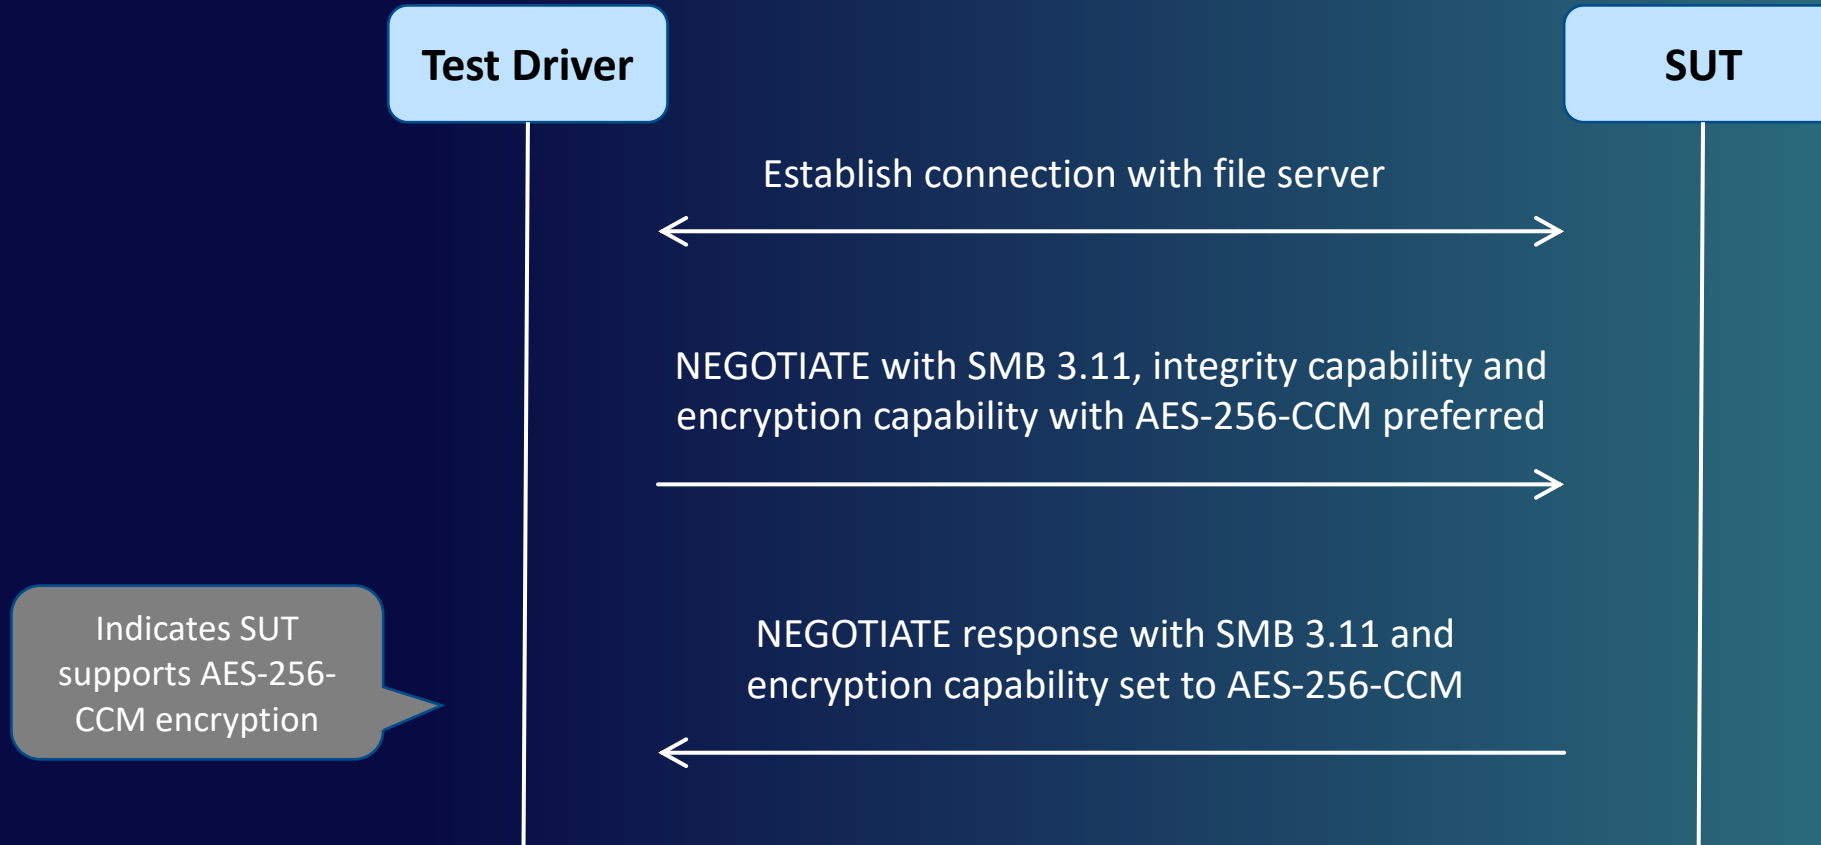 Test Driver
SUT
Establish connection with file server
NEGOTIATE with SMB 3.11, integrity capability and
encryption capability with AES-256-CCM preferred
Indicates SUT
supports AES-256-
CCM encryption
NEGOTIATE response with SMB 3.11 and
encryption capability set to AES-256-CCM